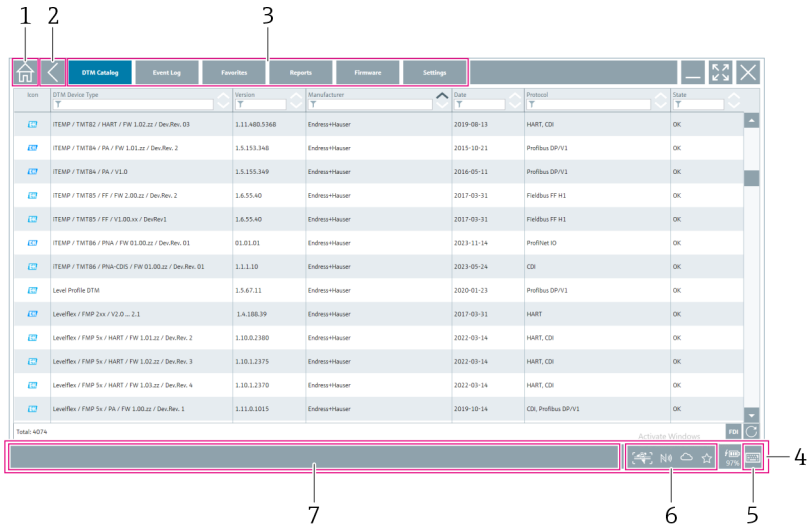 1 2 3
DTM Catalog Event Log Favorites Reports Firmware Settings
Icon DTM Device Type Version Manufacturer Date Protocol State
iTEMP / TMT82 / HART / FW 1.02.zz / Dev.Rev. 03 1.11.480.5368 Endress+Hauser 2019-08-13 HART, CDI OK
iTEMP / TMT84 / PA / FW 1.01.zz / Dev.Rev. 2 1.5.153.348 Endress+Hauser 2015-10-21 Profibus DP/V1 OK
iTEMP / TMT84 / PA / V1.0 1.5.155.349 Endress+Hauser 2016-05-11 Profibus DP/V1 OK
iTEMP / TMT85 / FF / FW 2.00.zz / Dev.Rev. 2 1.6.55.40 Endress+Hauser 2017-03-31 Fieldbus FF H1 OK
iTEMP / TMT85 / FF / V1.00.xx / DevRev1 1.6.55.40 Endress+Hauser 2017-03-31 Fieldbus FF H1 OK
iTEMP / TMT86 / PNA / FW 01.00.zz / Dev.Rev. 01 01.01.01 Endress+Hauser 2023-11-14 ProfiNet IO OK
iTEMP / TMT86 / PNA-CDIS / FW 01.00.zz / Dev.Rev. 01 1.1.1.10 Endress+Hauser 2023-05-24 CDI OK
Level Profile DTM 1.5.67.11 Endress+Hauser 2020-01-23 Profibus DP/V1 OK
Levelflex / FMP 2xx / V2.0 ... 2.1 1.4.188.39 Endress+Hauser 2017-03-31 HART OK
Levelflex / FMP 5x / HART / FW 1.01.zz / Dev.Rev. 2 1.10.0.2380 Endress+Hauser 2022-03-14 HART, CDI OK
Levelflex / FMP 5x / HART / FW 1.02.zz / Dev.Rev. 3 1.10.1.2375 Endress+Hauser 2022-03-14 HART, CDI OK
Levelflex / FMP 5x / HART / FW 1.03.zz / Dev.Rev. 4 1.10.1.2370 Endress+Hauser 2022-03-14 HART, CDI OK
Levelflex / FMP 5x / PA / FW 1.00.zz / Dev.Rev. 1 1.11.0.1015 Endress+Hauser 2019-10-14 CDI, Profibus DP/V1 OK
Total: 4074 Activate Windows FDI
97% 4
7 6 5